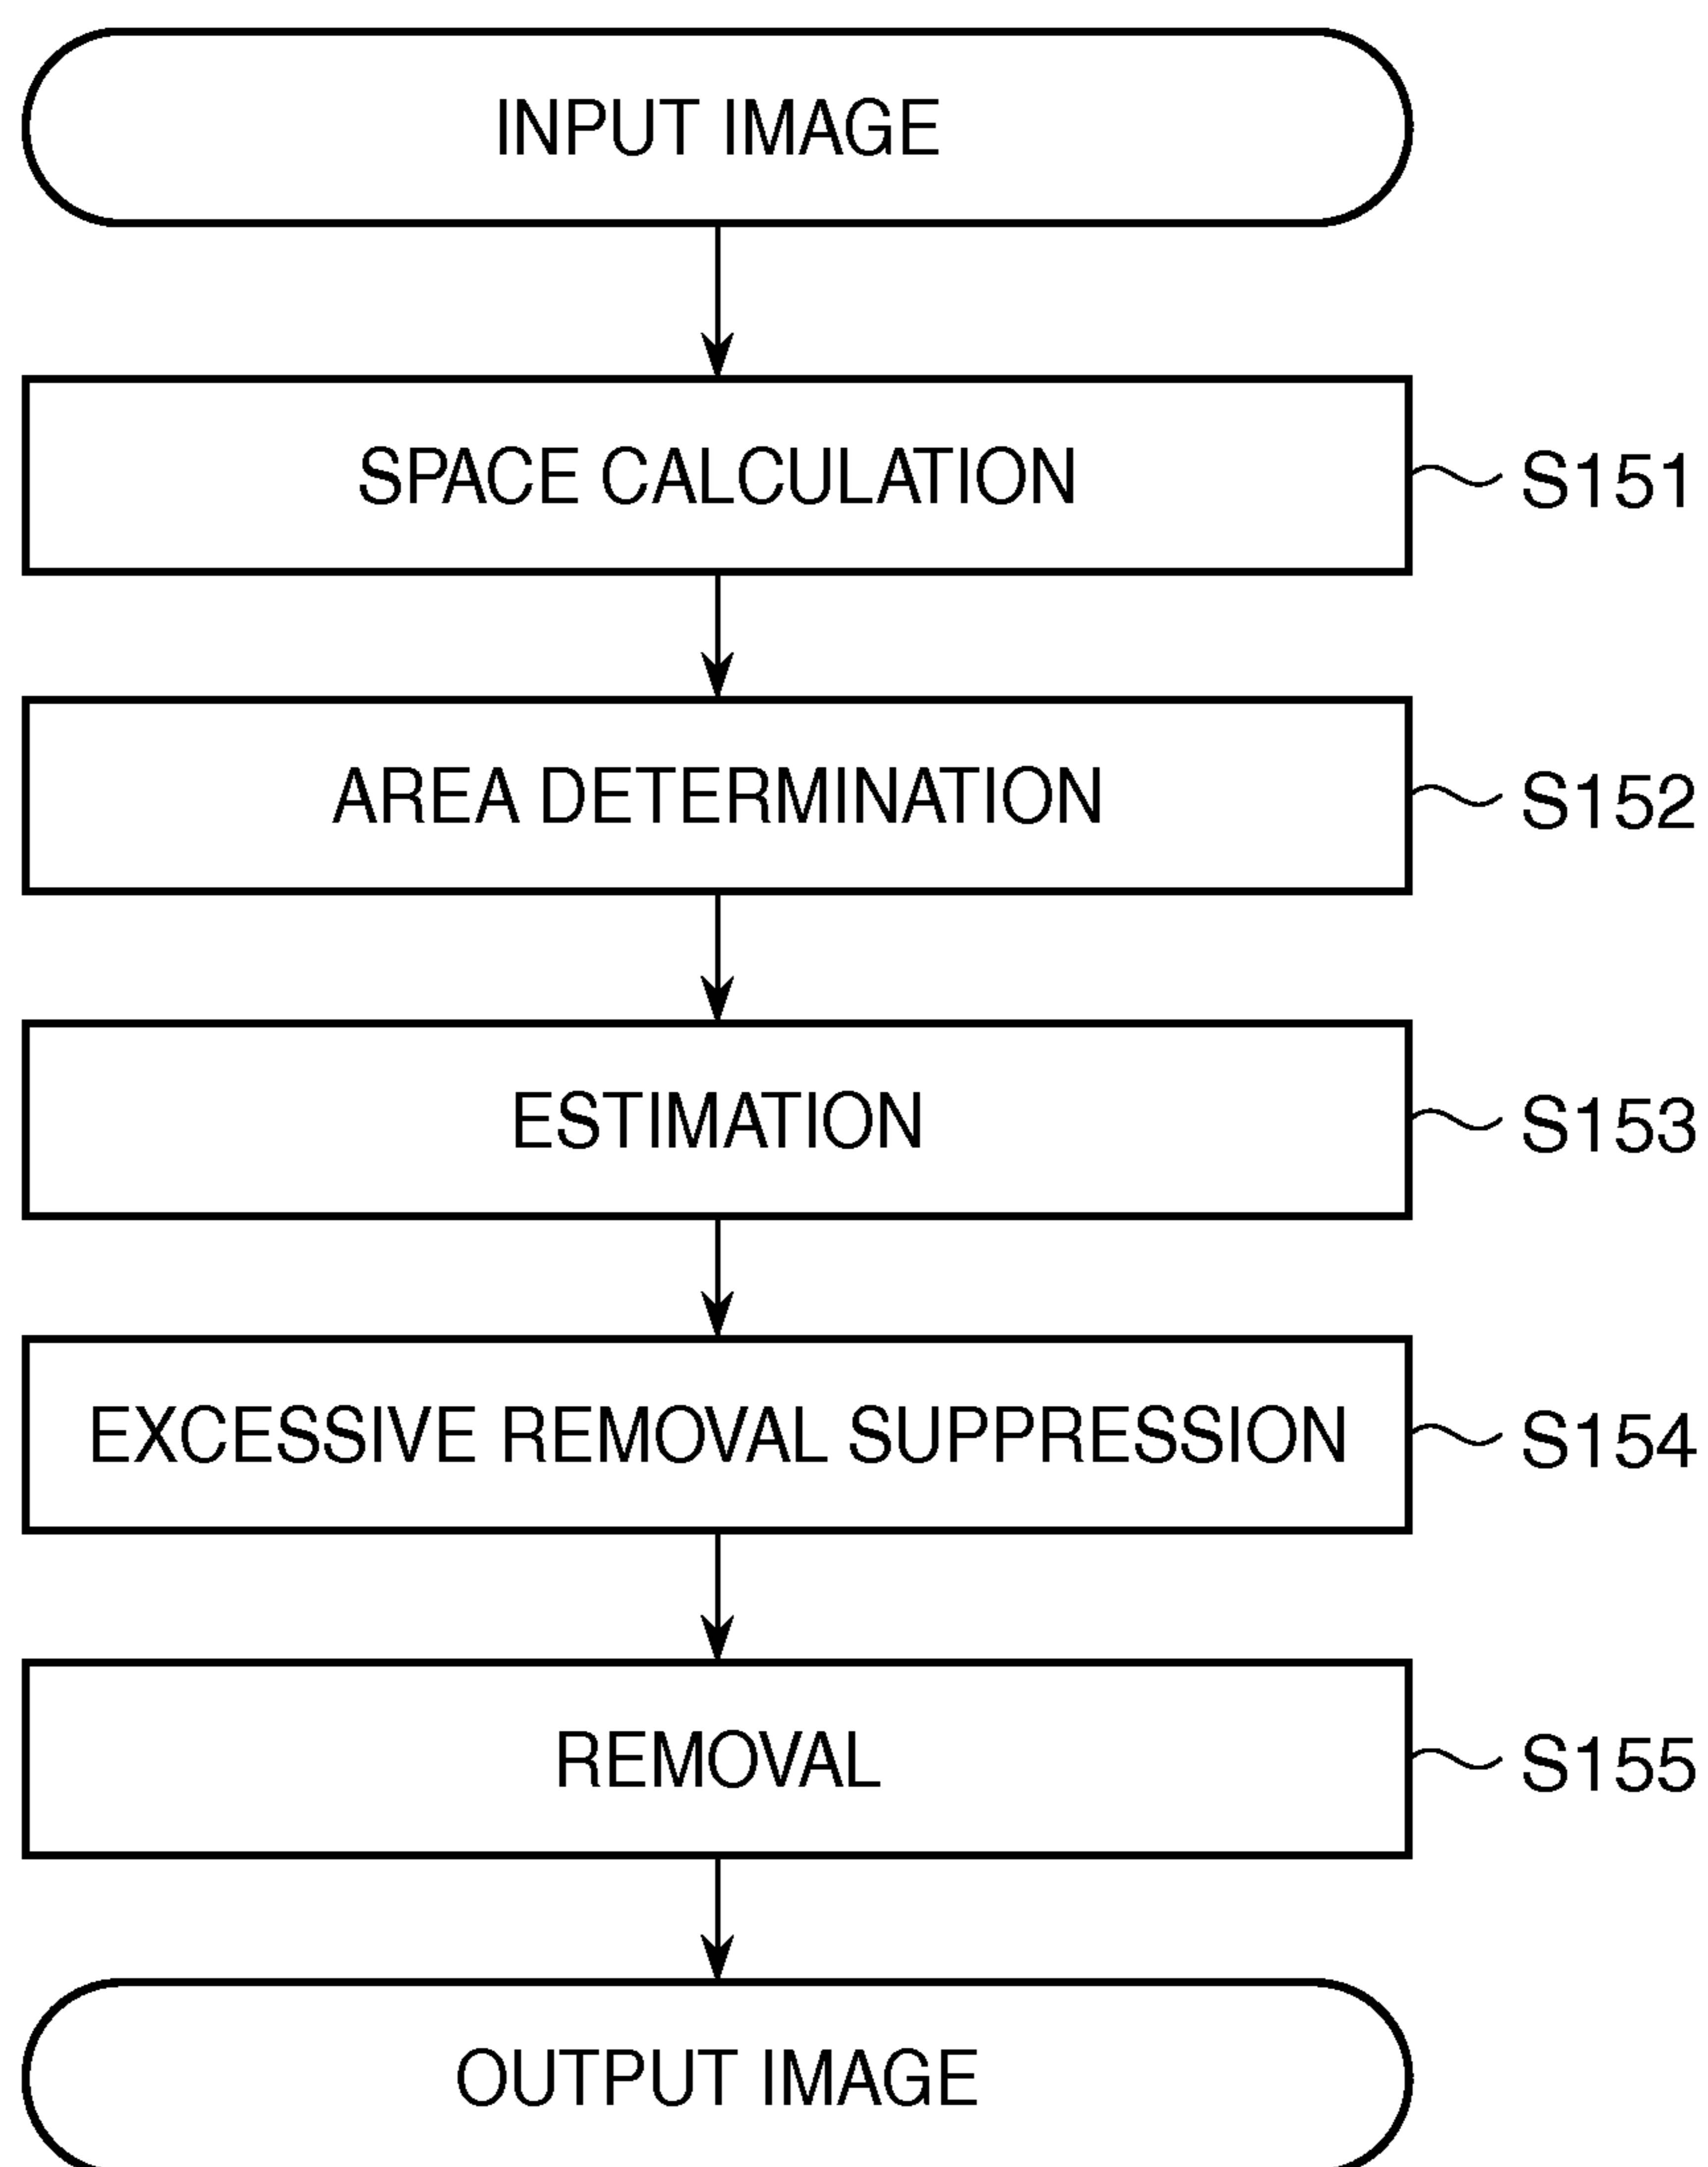 INPUT IMAGE
SPACE CALCULATION S151
AREA DETERMINATION S152
ESTIMATION S153
EXCESSIVE REMOVAL SUPPRESSION S154
REMOVAL S155
OUTPUT IMAGE